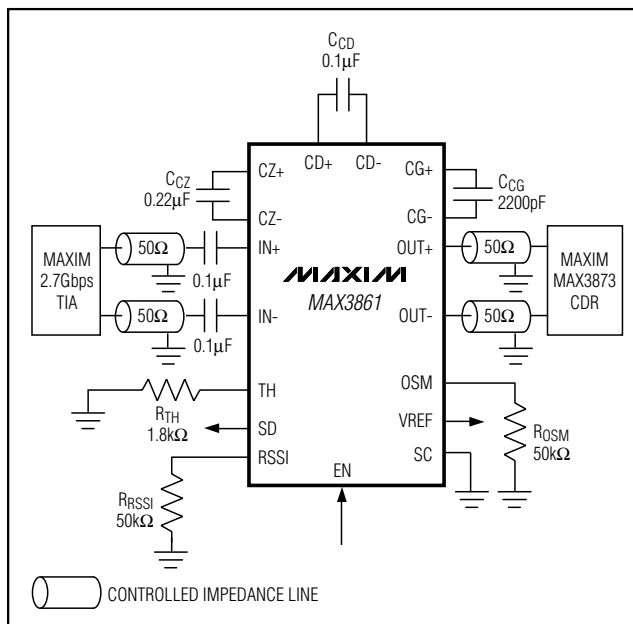 CCD
0.1µF
CD+ CD-
CZ+
CCZ
0.22µF
CZ-
CG+
CCG
2200pF
CG-
MAXIM
2.7Gbps
TIA
50Ω
0.1µF
IN+
50Ω
0.1µF
IN-
MAXIM
MAX3861
OUT+
50Ω
OUT-
50Ω
MAXIM
MAX3873
CDR
TH
RTH
1.8kΩ
SD
RSSI
RRSSI
50kΩ
EN
OSM
VREF
SC
ROSM
50kΩ
CONTROLLED IMPEDANCE LINE